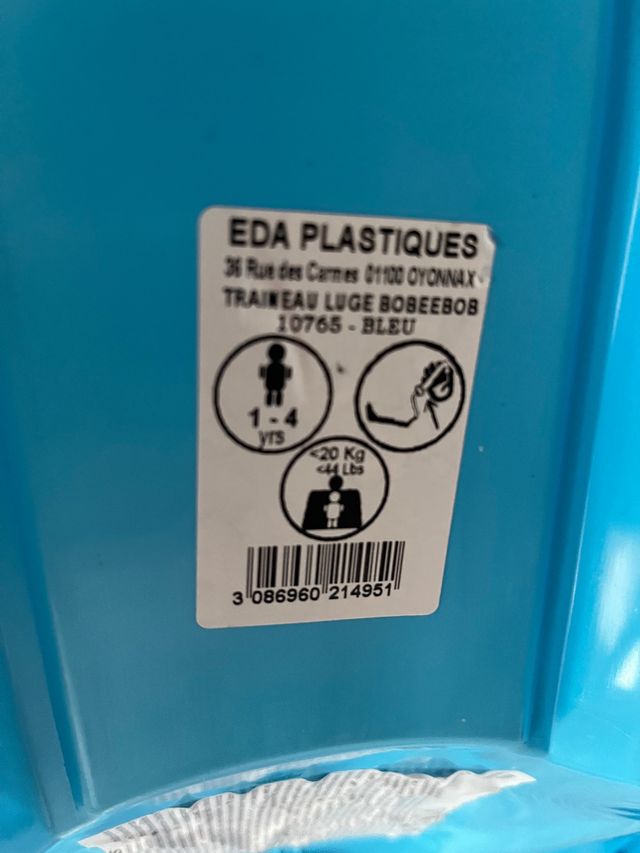 EDA PLASTIQUES
36 Rue des Carmes 01100 OYONNAX
TRAINEAU LUGE BOBEEBOB
10765 - BLEU
1 - 4
yrs
<20 Kg
<44 Lbs
3 086960 214951